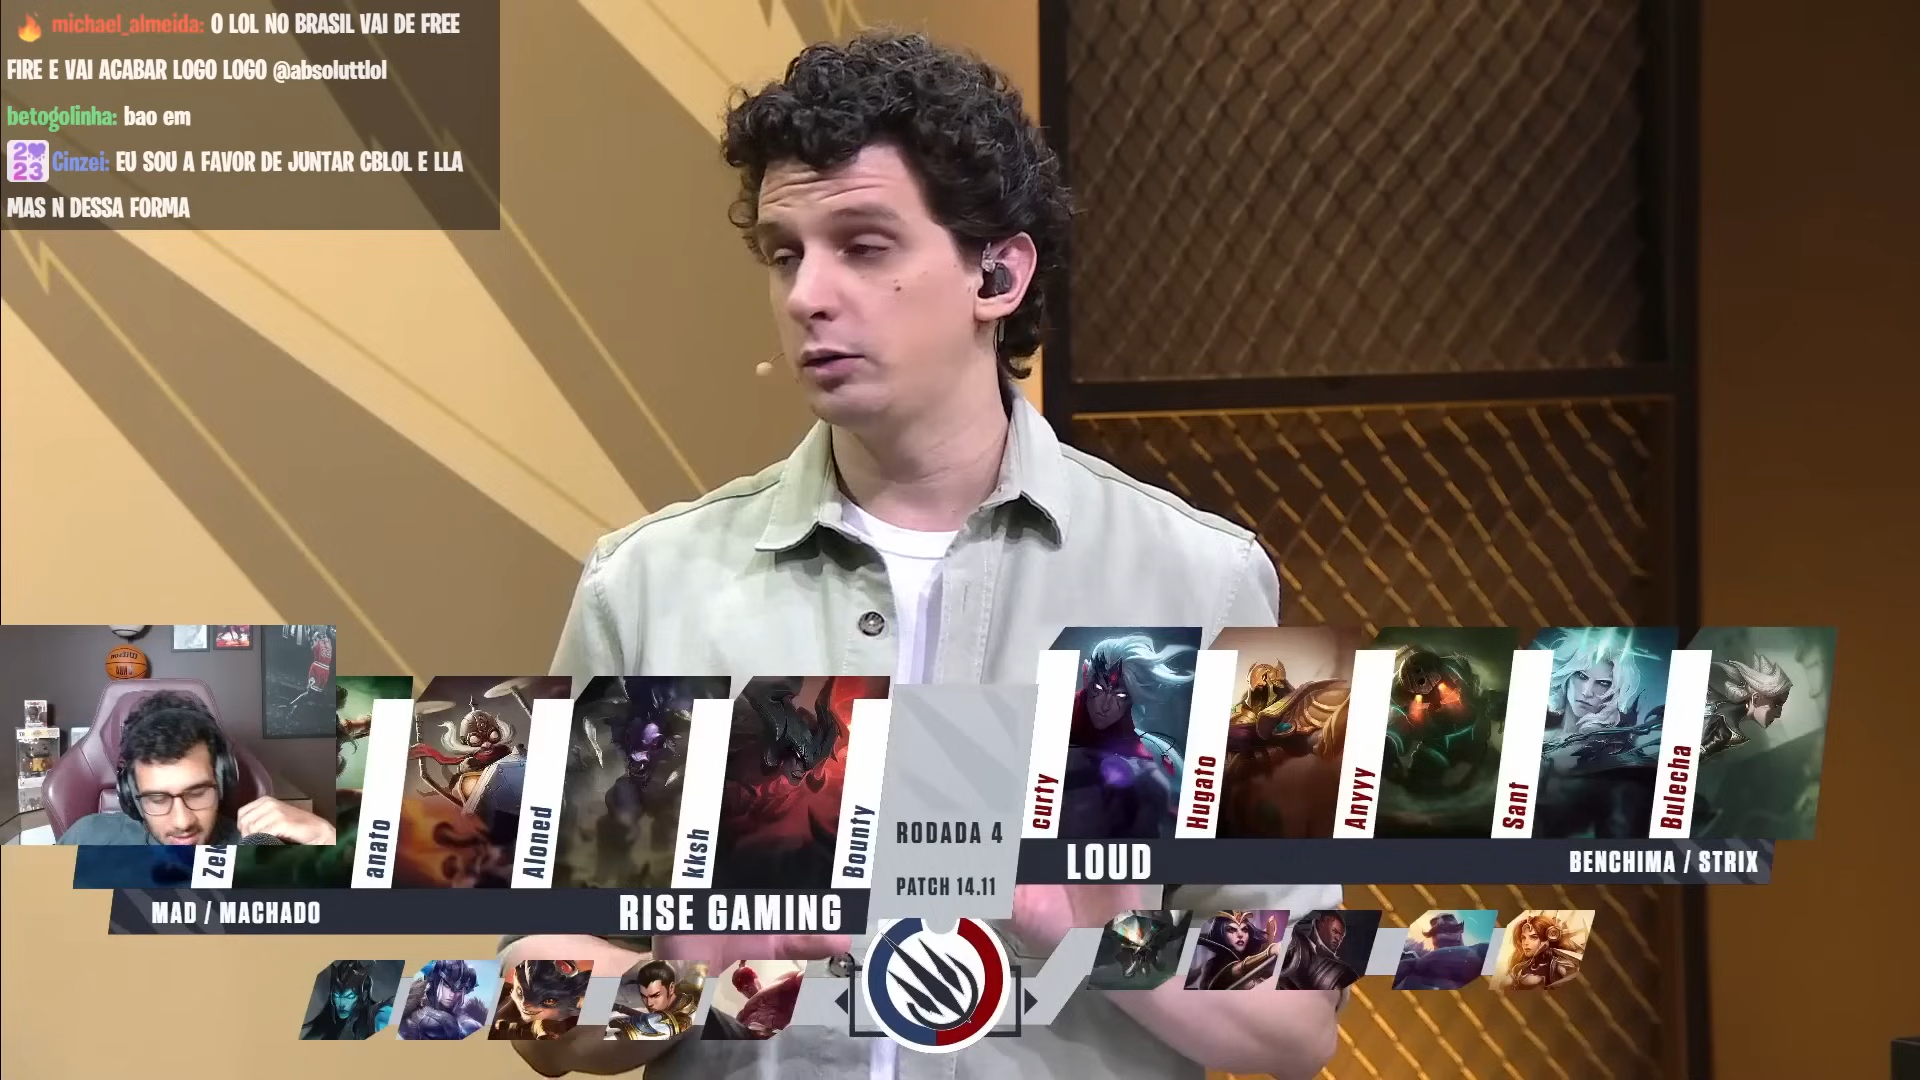 michael_almeida: O LOL NO BRASIL VAI DE FREE
FIRE E VAI ACABAR LOGO LOGO @absoluttlol
betogolinha: bao em
Cinzei: EU SOU A FAVOR DE JUNTAR CBLOL E LLA
MAS N DESSA FORMA
anato
Aloned
kksh
Bounty
curty
Hugato
Anyyy
Sant
Bulecha
RODADA 4
PATCH 14.11
LOUD
BENCHIMA / STRIX
MAD / MACHADO
RISE GAMING